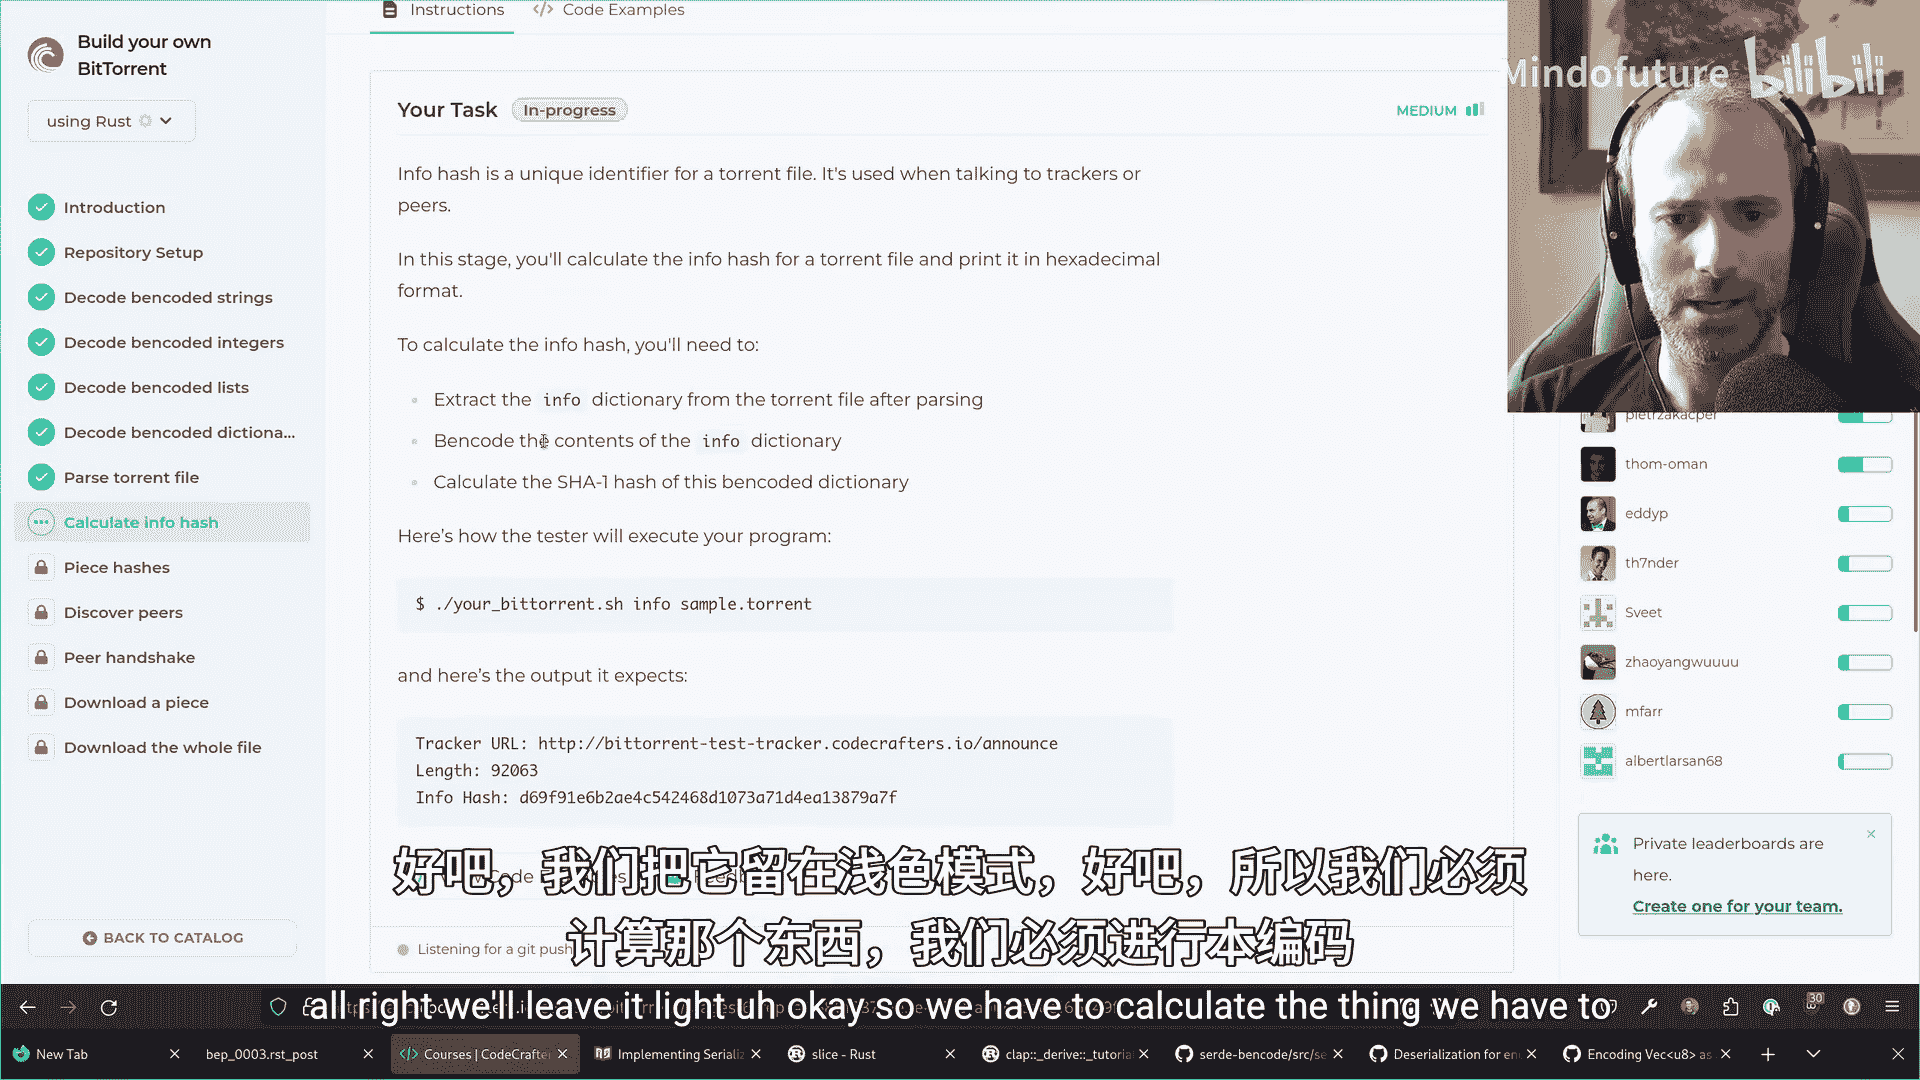 Instructions
Code Examples
Build your own
BitTorrent
using Rust
Introduction
Repository Setup
Decode bencoded strings
Decode bencoded integers
Decode bencoded lists
Decode bencoded dictiona...
Parse torrent file
Calculate info hash
Piece hashes
Discover peers
Peer handshake
Download a piece
Download the whole file
BACK TO CATALOG
Your Task
In-progress
MEDIUM
Info hash is a unique identifier for a torrent file. It's used when talking to trackers or
peers.
In this stage, you'll calculate the info hash for a torrent file and print it in hexadecimal
format.
To calculate the info hash, you'll need to:
Extract the info dictionary from the torrent file after parsing
Bencode the contents of the info dictionary
Calculate the SHA-1 hash of this bencoded dictionary
Here's how the tester will execute your program:
$ ./your_bittorrent.sh info sample.torrent
and here's the output it expects:
Tracker URL: http://bittorrent-test-tracker.codecrafters.io/announce
Length: 92063
Info Hash: d69f91e6b2ae4c542468d1073a71d4ea13879a7f
Listening for a git push
Mindofuture bilibili
pietrzakacper
thom-oman
eddyp
th7nder
Sveet
zhaoyangwuuuu
mfarr
albertlarsan68
Private leaderboards are
here.
Create one for your team.
好吧，我们把它留在浅色模式，好吧，所以我们必须
计算那个东西，我们必须进行本编码
all right we'll leave it light uh okay so we have to calculate the thing we have to
30
New Tab
bep_0003.rst_post
Courses | CodeCrafte
Implementing Serializ
slice - Rust
clap::_derive::_tutoria
serde-bencode/src/se
Deserialization for en
Encoding Vec<u8> as